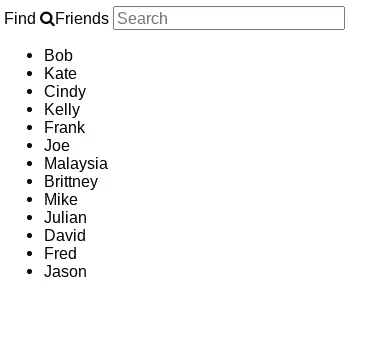 Find Friends Search
Bob
Kate
Cindy
Kelly
Frank
Joe
Malaysia
Brittney
Mike
Julian
David
Fred
Jason